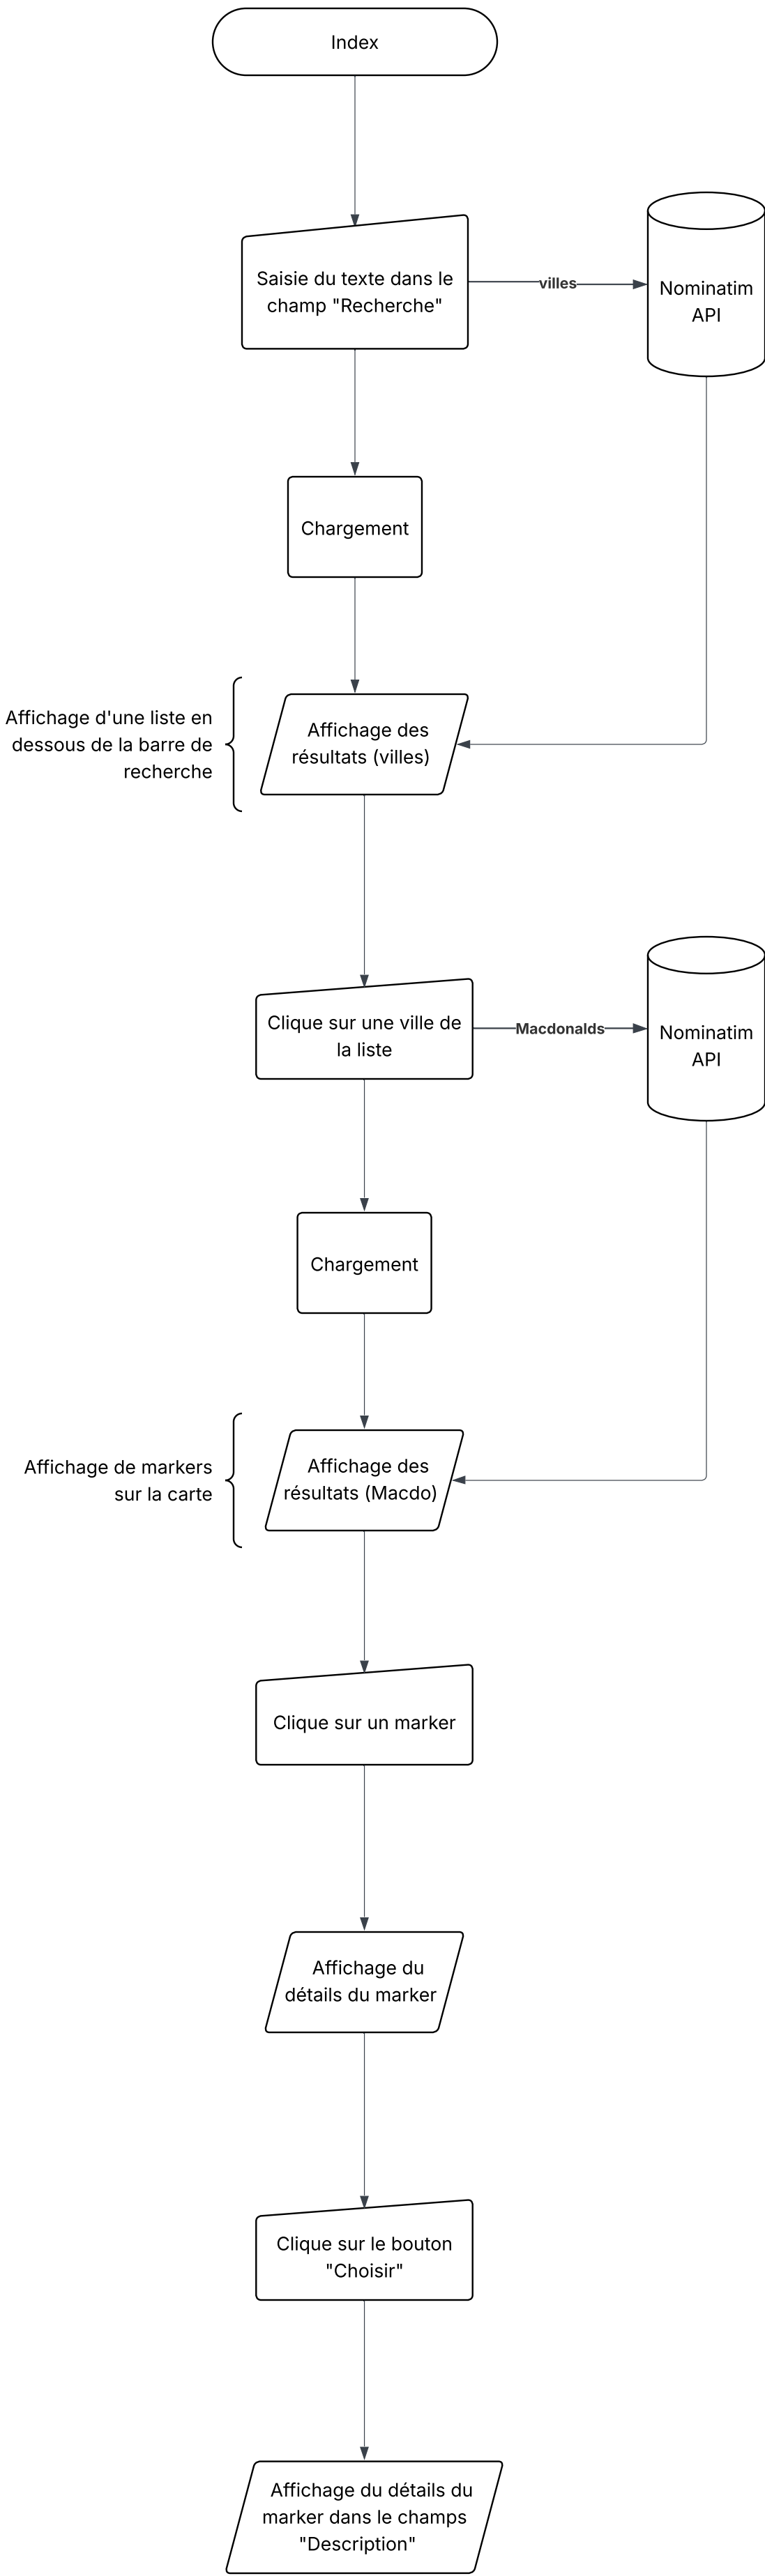 Index
Saisie du texte dans le
champ "Recherche"
villes
Nominatim
API
Chargement
Affichage d'une liste en
dessous de la barre de
recherche
Affichage des
résultats (villes)
Clique sur une ville de
la liste
Macdonalds
Nominatim
API
Chargement
Affichage de markers
sur la carte
Affichage des
résultats (Macdo)
Clique sur un marker
Affichage du
détails du marker
Clique sur le bouton
"Choisir"
Affichage du détails du
marker dans le champs
"Description"